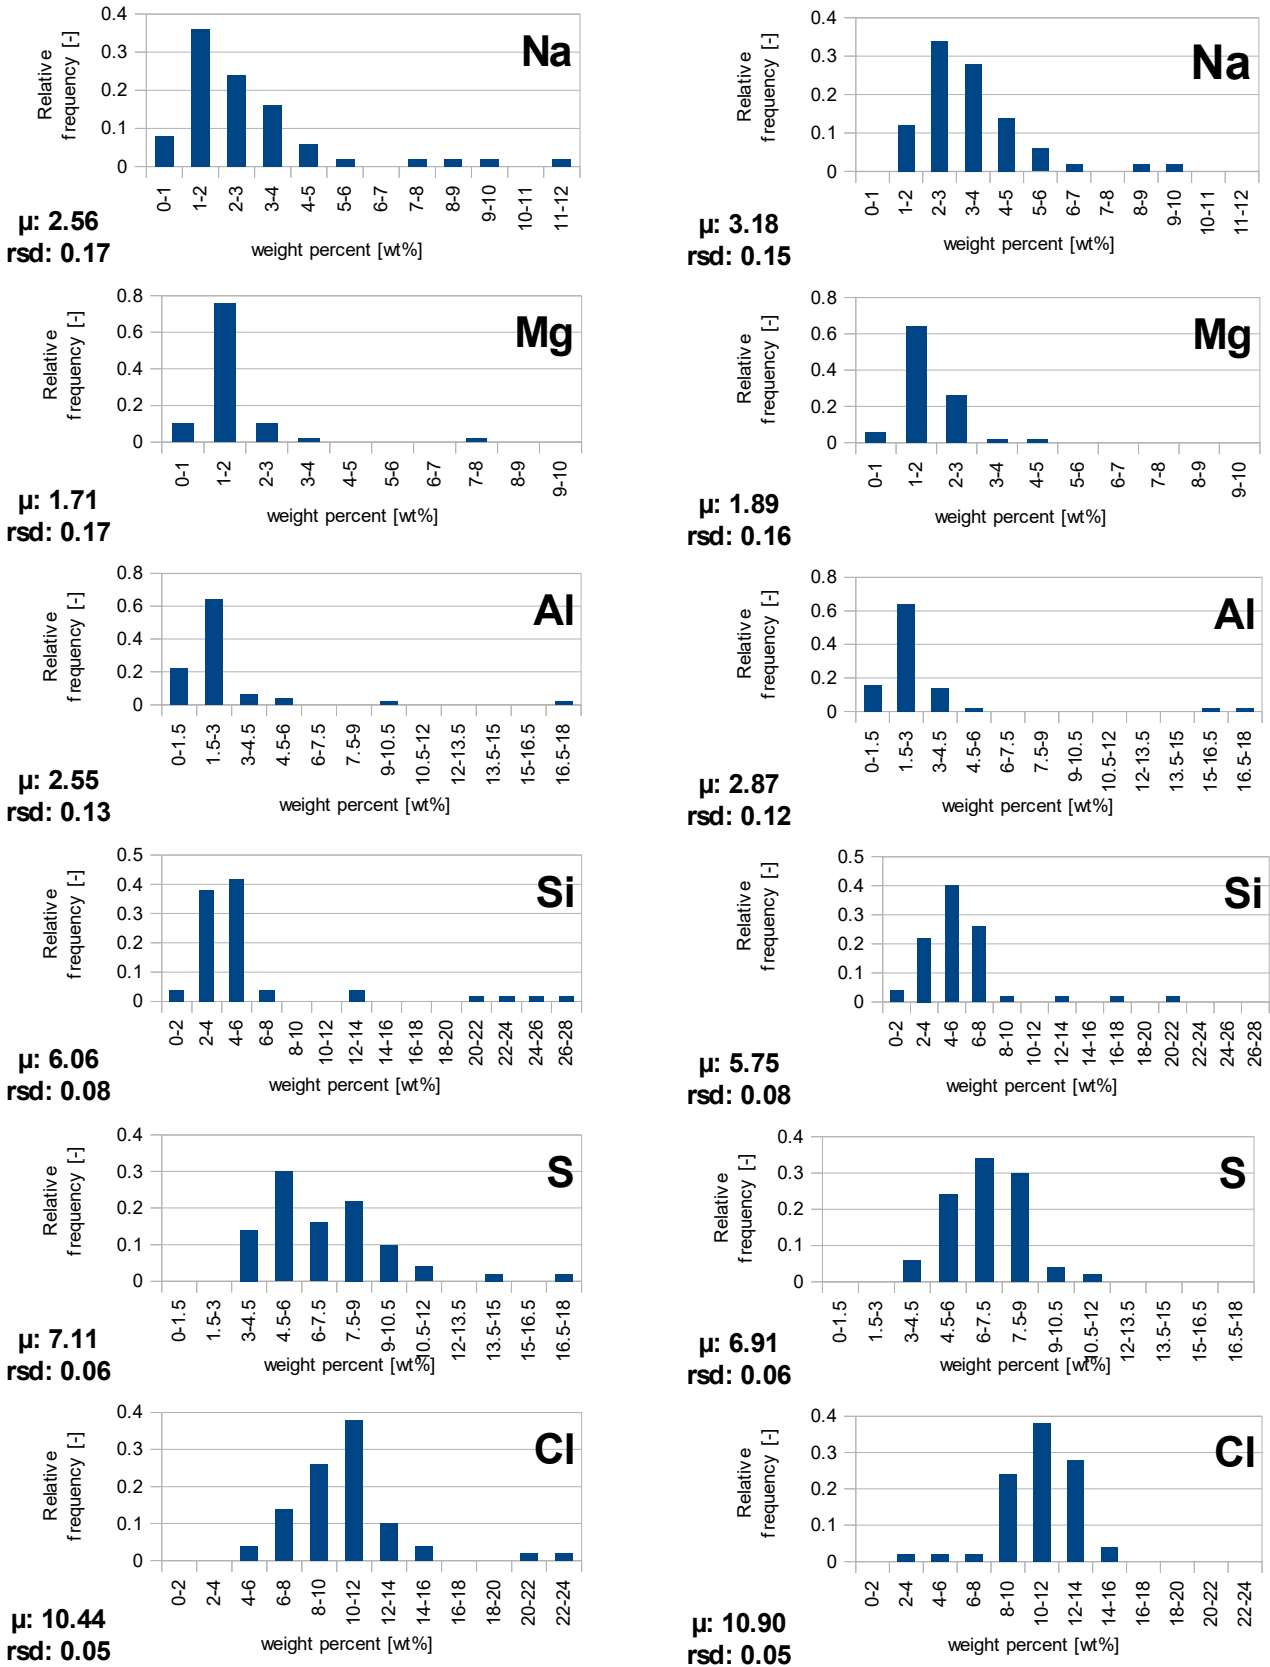 0.4
0.3
0.2
0.1
0
Relative
frequency [-]
Na
0-1
1-2
2-3
3-4
4-5
5-6
6-7
7-8
8-9
9-10
10-11
11-12
weight percent [wt%]
µ: 2.56
rsd: 0.17
0.4
0.3
0.2
0.1
0
Relative
frequency [-]
Na
0-1
1-2
2-3
3-4
4-5
5-6
6-7
7-8
8-9
9-10
10-11
11-12
weight percent [wt%]
µ: 3.18
rsd: 0.15
0.8
0.6
0.4
0.2
0
Relative
frequency [-]
Mg
0-1
1-2
2-3
3-4
4-5
5-6
6-7
7-8
8-9
9-10
weight percent [wt%]
µ: 1.71
rsd: 0.17
0.8
0.6
0.4
0.2
0
Relative
frequency [-]
Mg
0-1
1-2
2-3
3-4
4-5
5-6
6-7
7-8
8-9
9-10
weight percent [wt%]
µ: 1.89
rsd: 0.16
0.8
0.6
0.4
0.2
0
Relative
frequency [-]
Al
0-1.5
1.5-3
3-4.5
4.5-6
6-7.5
7.5-9
9-10.5
10.5-12
12-13.5
13.5-15
15-16.5
16.5-18
weight percent [wt%]
µ: 2.55
rsd: 0.13
0.8
0.6
0.4
0.2
0
Relative
frequency [-]
Al
0-1.5
1.5-3
3-4.5
4.5-6
6-7.5
7.5-9
9-10.5
10.5-12
12-13.5
13.5-15
15-16.5
16.5-18
weight percent [wt%]
µ: 2.87
rsd: 0.12
0.5
0.4
0.3
0.2
0.1
0
Relative
frequency [-]
Si
0-2
2-4
4-6
6-8
8-10
10-12
12-14
14-16
16-18
18-20
20-22
22-24
24-26
26-28
weight percent [wt%]
µ: 6.06
rsd: 0.08
0.5
0.4
0.3
0.2
0.1
0
Relative
frequency [-]
Si
0-2
2-4
4-6
6-8
8-10
10-12
12-14
14-16
16-18
18-20
20-22
22-24
24-26
26-28
weight percent [wt%]
µ: 5.75
rsd: 0.08
0.4
0.3
0.2
0.1
0
Relative
frequency [-]
S
0-1.5
1.5-3
3-4.5
4.5-6
6-7.5
7.5-9
9-10.5
10.5-12
12-13.5
13.5-15
15-16.5
16.5-18
weight percent [wt%]
µ: 7.11
rsd: 0.06
0.4
0.3
0.2
0.1
0
Relative
frequency [-]
S
0-1.5
1.5-3
3-4.5
4.5-6
6-7.5
7.5-9
9-10.5
10.5-12
12-13.5
13.5-15
15-16.5
16.5-18
weight percent [wt%]
µ: 6.91
rsd: 0.06
0.4
0.3
0.2
0.1
0
Relative
frequency [-]
Cl
0-2
2-4
4-6
6-8
8-10
10-12
12-14
14-16
16-18
18-20
20-22
22-24
weight percent [wt%]
µ: 10.44
rsd: 0.05
0.4
0.3
0.2
0.1
0
Relative
frequency [-]
Cl
0-2
2-4
4-6
6-8
8-10
10-12
12-14
14-16
16-18
18-20
20-22
22-24
weight percent [wt%]
µ: 10.90
rsd: 0.05